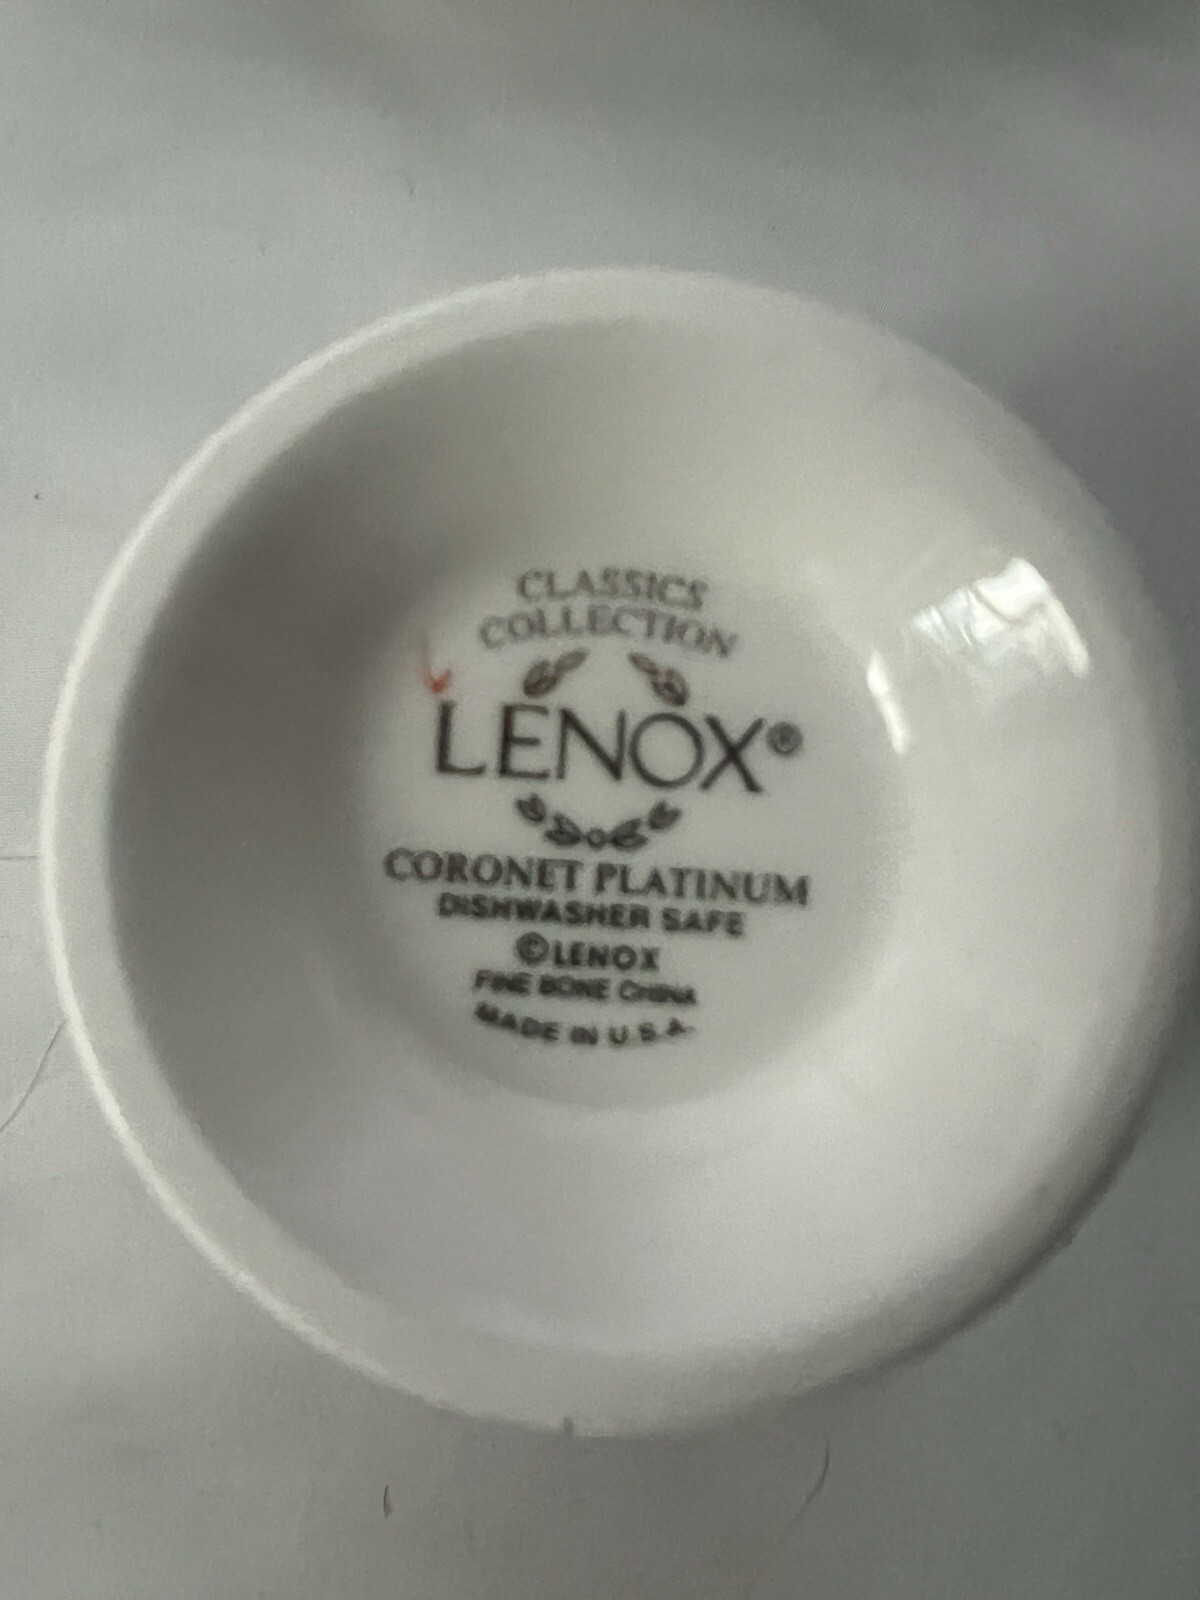 CLASSICS
COLLECTION
LENOX®
CORONET PLATINUM
DISHWASHER SAFE
©LENOX
FINE BONE CHINA
MADE IN U.S.A.